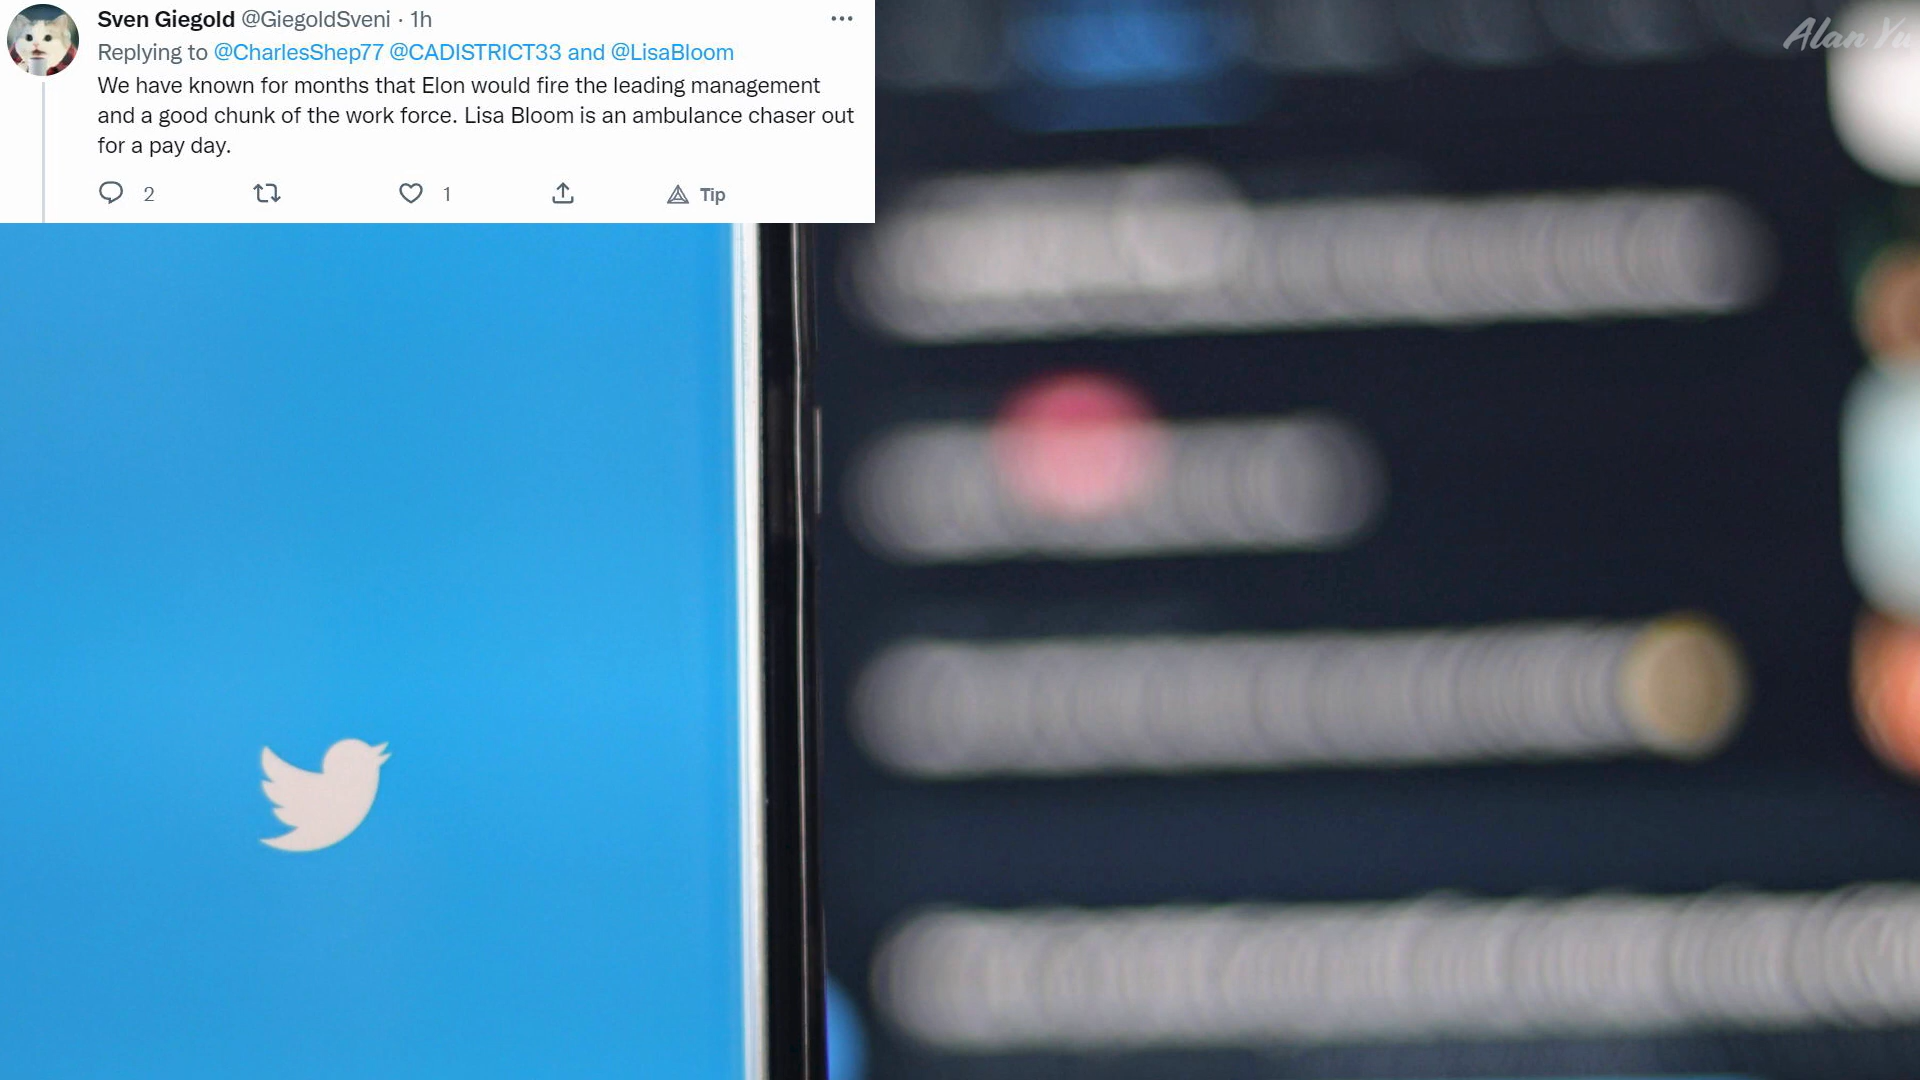 Sven Giegold @GiegoldSveni · 1h
Replying to @CharlesShep77 @CADISTRICT33 and @LisaBloom
We have known for months that Elon would fire the leading management
and a good chunk of the work force. Lisa Bloom is an ambulance chaser out
for a pay day.
2 1 Tip
Alan Yu